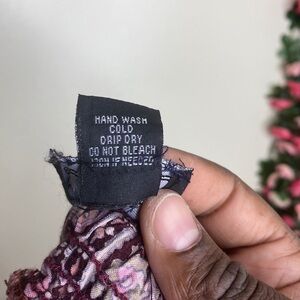 HAND WASH
COLD
DRIP DRY
DO NOT BLEACH
IRON IF NEEDED